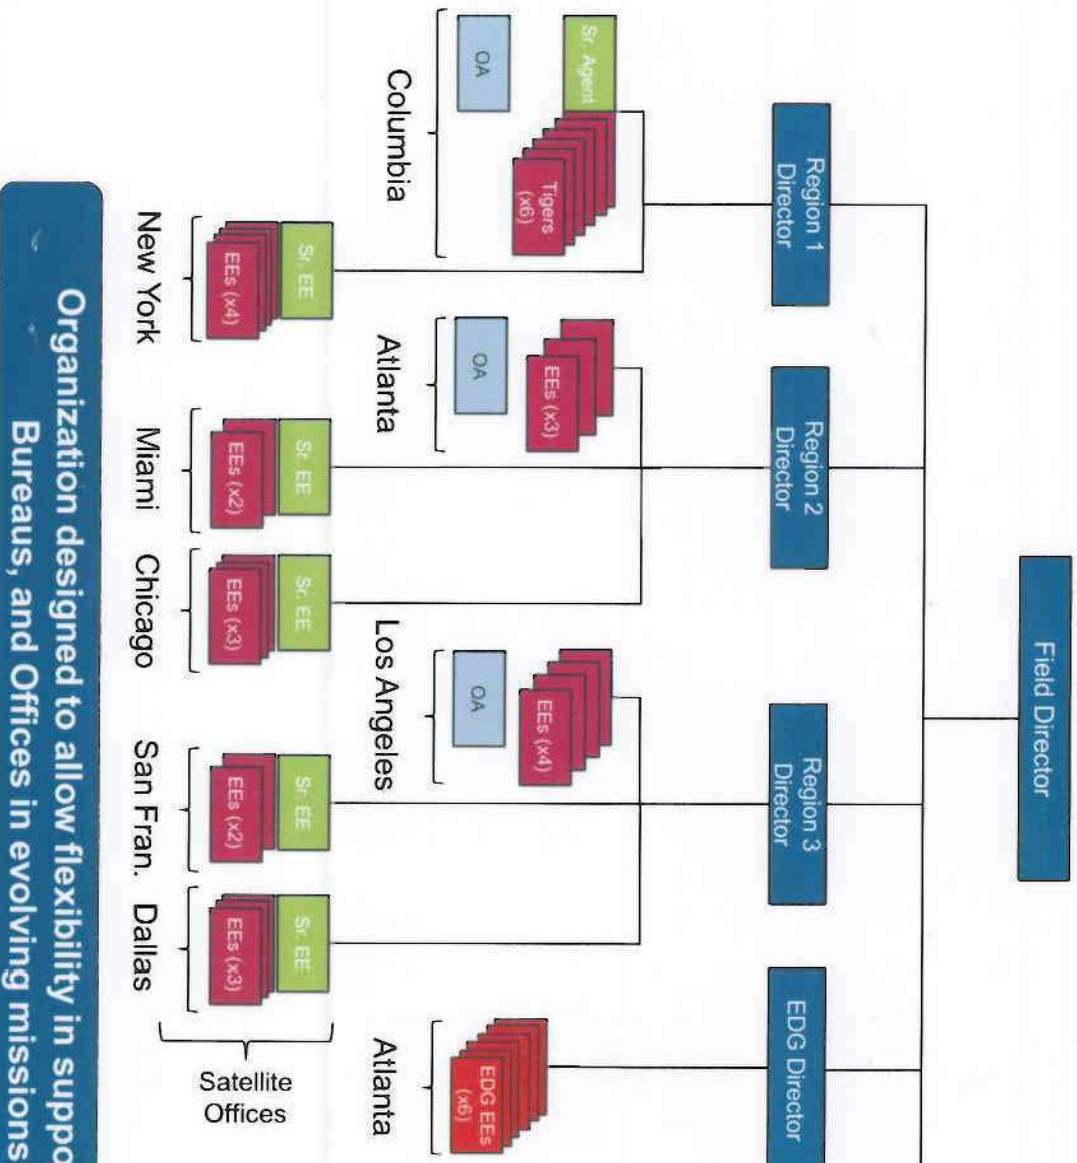 Field Director
Region 1
Director
Region 2
Director
Region 3
Director
EDG Director
Sr. Agent
Tigers
(x6)
OA
Columbia
EEs (x3)
OA
Atlanta
EEs (x4)
OA
Los Angeles
EDG EEs
(x6)
Atlanta
Sr. EE
EEs (x4)
New York
Sr. EE
EEs (x2)
Miami
Sr. EE
EEs (x3)
Chicago
Sr. EE
EEs (x2)
San Fran.
Sr. EE
EEs (x3)
Dallas
Satellite
Offices
Organization designed to allow flexibility in suppo
Bureaus, and Offices in evolving missions